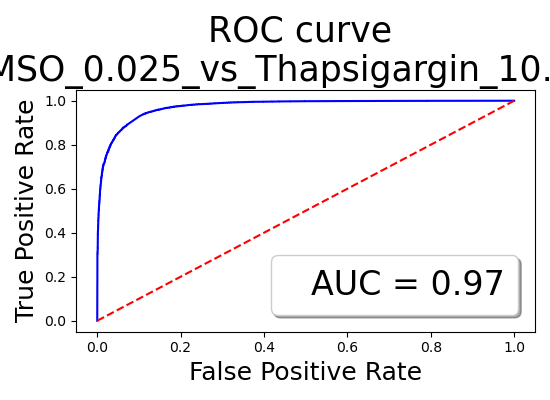 ROC curve
MSO_0.025_vs_Thapsigargin_10.
True Positive Rate
1.0
0.8
0.6
0.4
0.2
0.0
AUC = 0.97
0.0 0.2 0.4 0.6 0.8 1.0
False Positive Rate